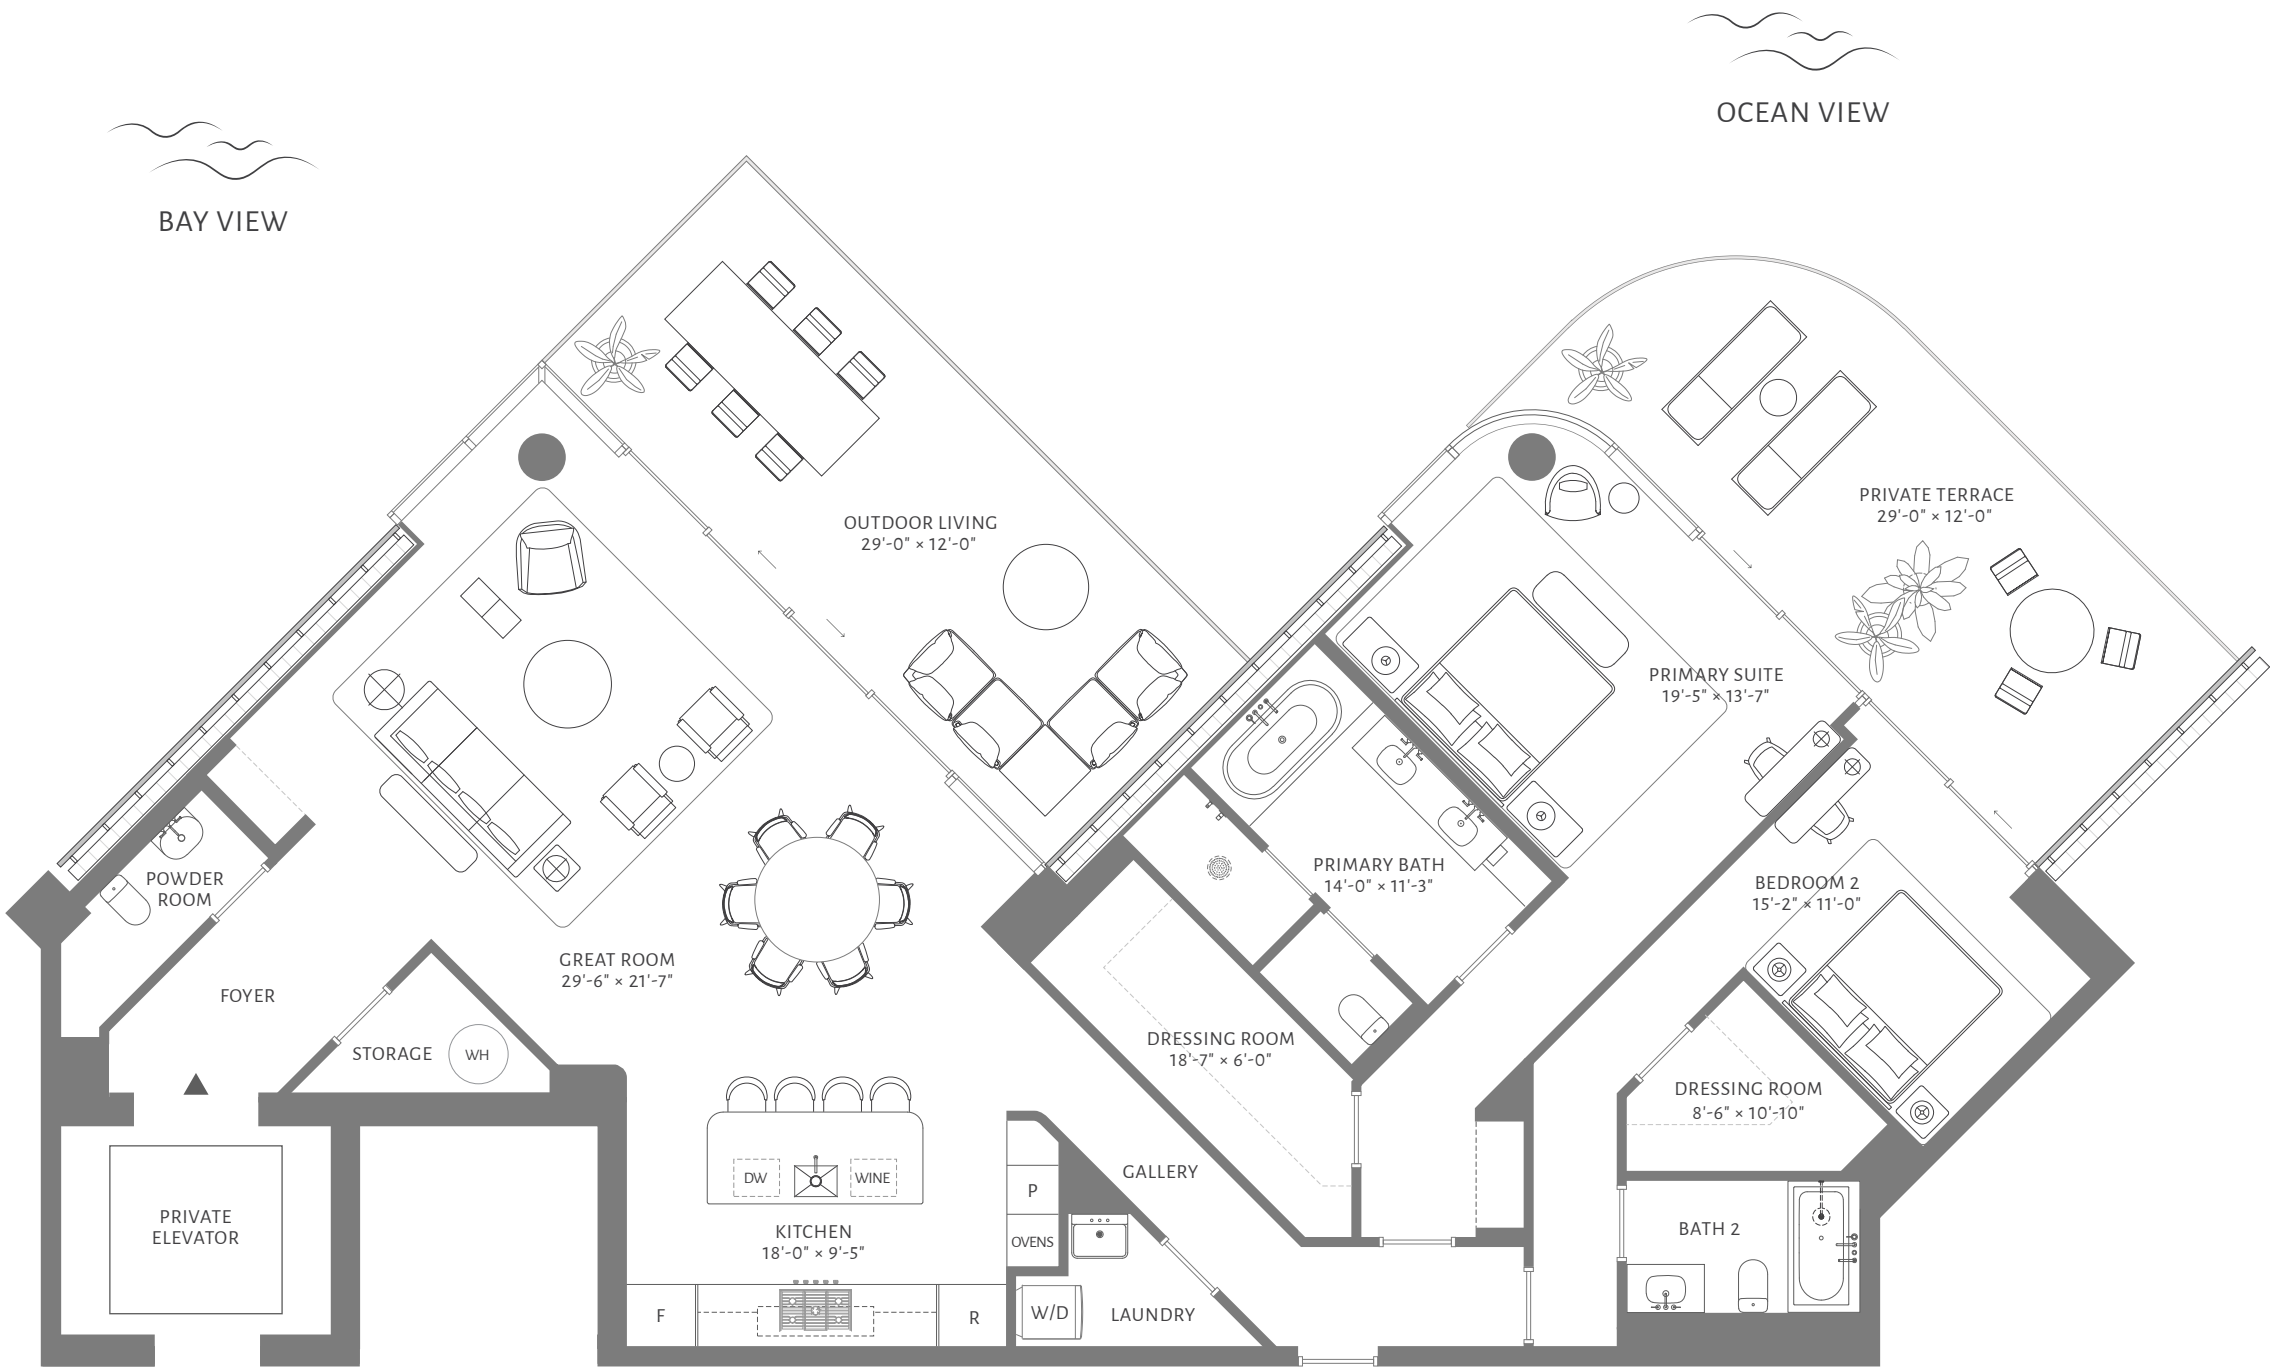 OCEAN VIEW
BAY VIEW
OUTDOOR LIVING
29'-0" × 12'-0"
PRIVATE TERRACE
29'-0" × 12'-0"
PRIMARY SUITE
19'-5" × 13'-7"
POWDER
ROOM
PRIMARY BATH
14'-0" × 11'-3"
BEDROOM 2
15'-2" × 11'-0"
GREAT ROOM
29'-6" × 21'-7"
FOYER
STORAGE
WH
DRESSING ROOM
18'-7" × 6'-0"
DRESSING ROOM
8'-6" × 10'-10"
GALLERY
DW
WINE
P
PRIVATE
ELEVATOR
KITCHEN
18'-0" × 9'-5"
OVENS
BATH 2
F
R
W/D
LAUNDRY